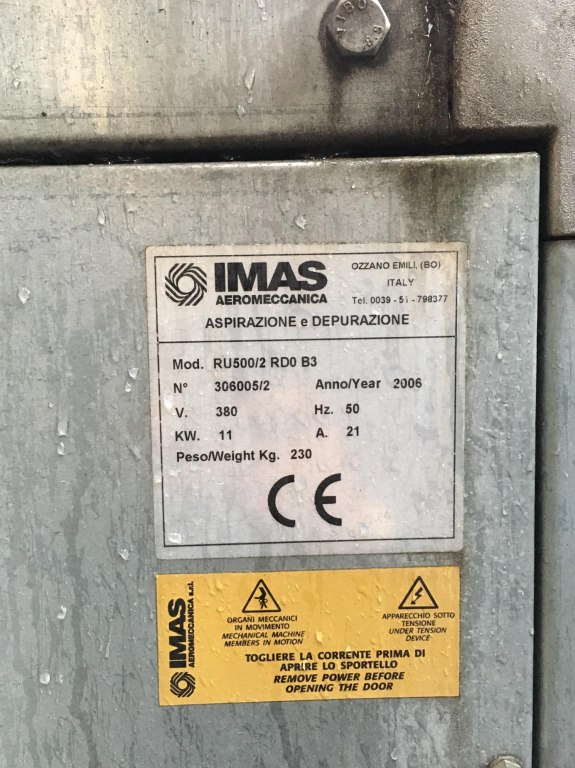 8.8
IMAS
AEROMECCANICA
OZZANO EMILI, (BO)
ITALY
Tel. 0039 - 51 - 798377
ASPIRAZIONE e DEPURAZIONE
Mod. RU500/2 RD0 B3
N° 306005/2 Anno/Year 2006
V. 380 Hz. 50
KW. 11 A. 21
Peso/Weight Kg. 230
CE
IMAS
AEROMECCANICA s.r.l.
ORGANI MECCANICI
IN MOVIMENTO
MECHANICAL MACHINE
MEMBERS IN MOTION
APPARECCHIO SOTTO
TENSIONE
UNDER TENSION
DEVICE
TOGLIERE LA CORRENTE PRIMA DI
APRIRE LO SPORTELLO
REMOVE POWER BEFORE
OPENING THE DOOR